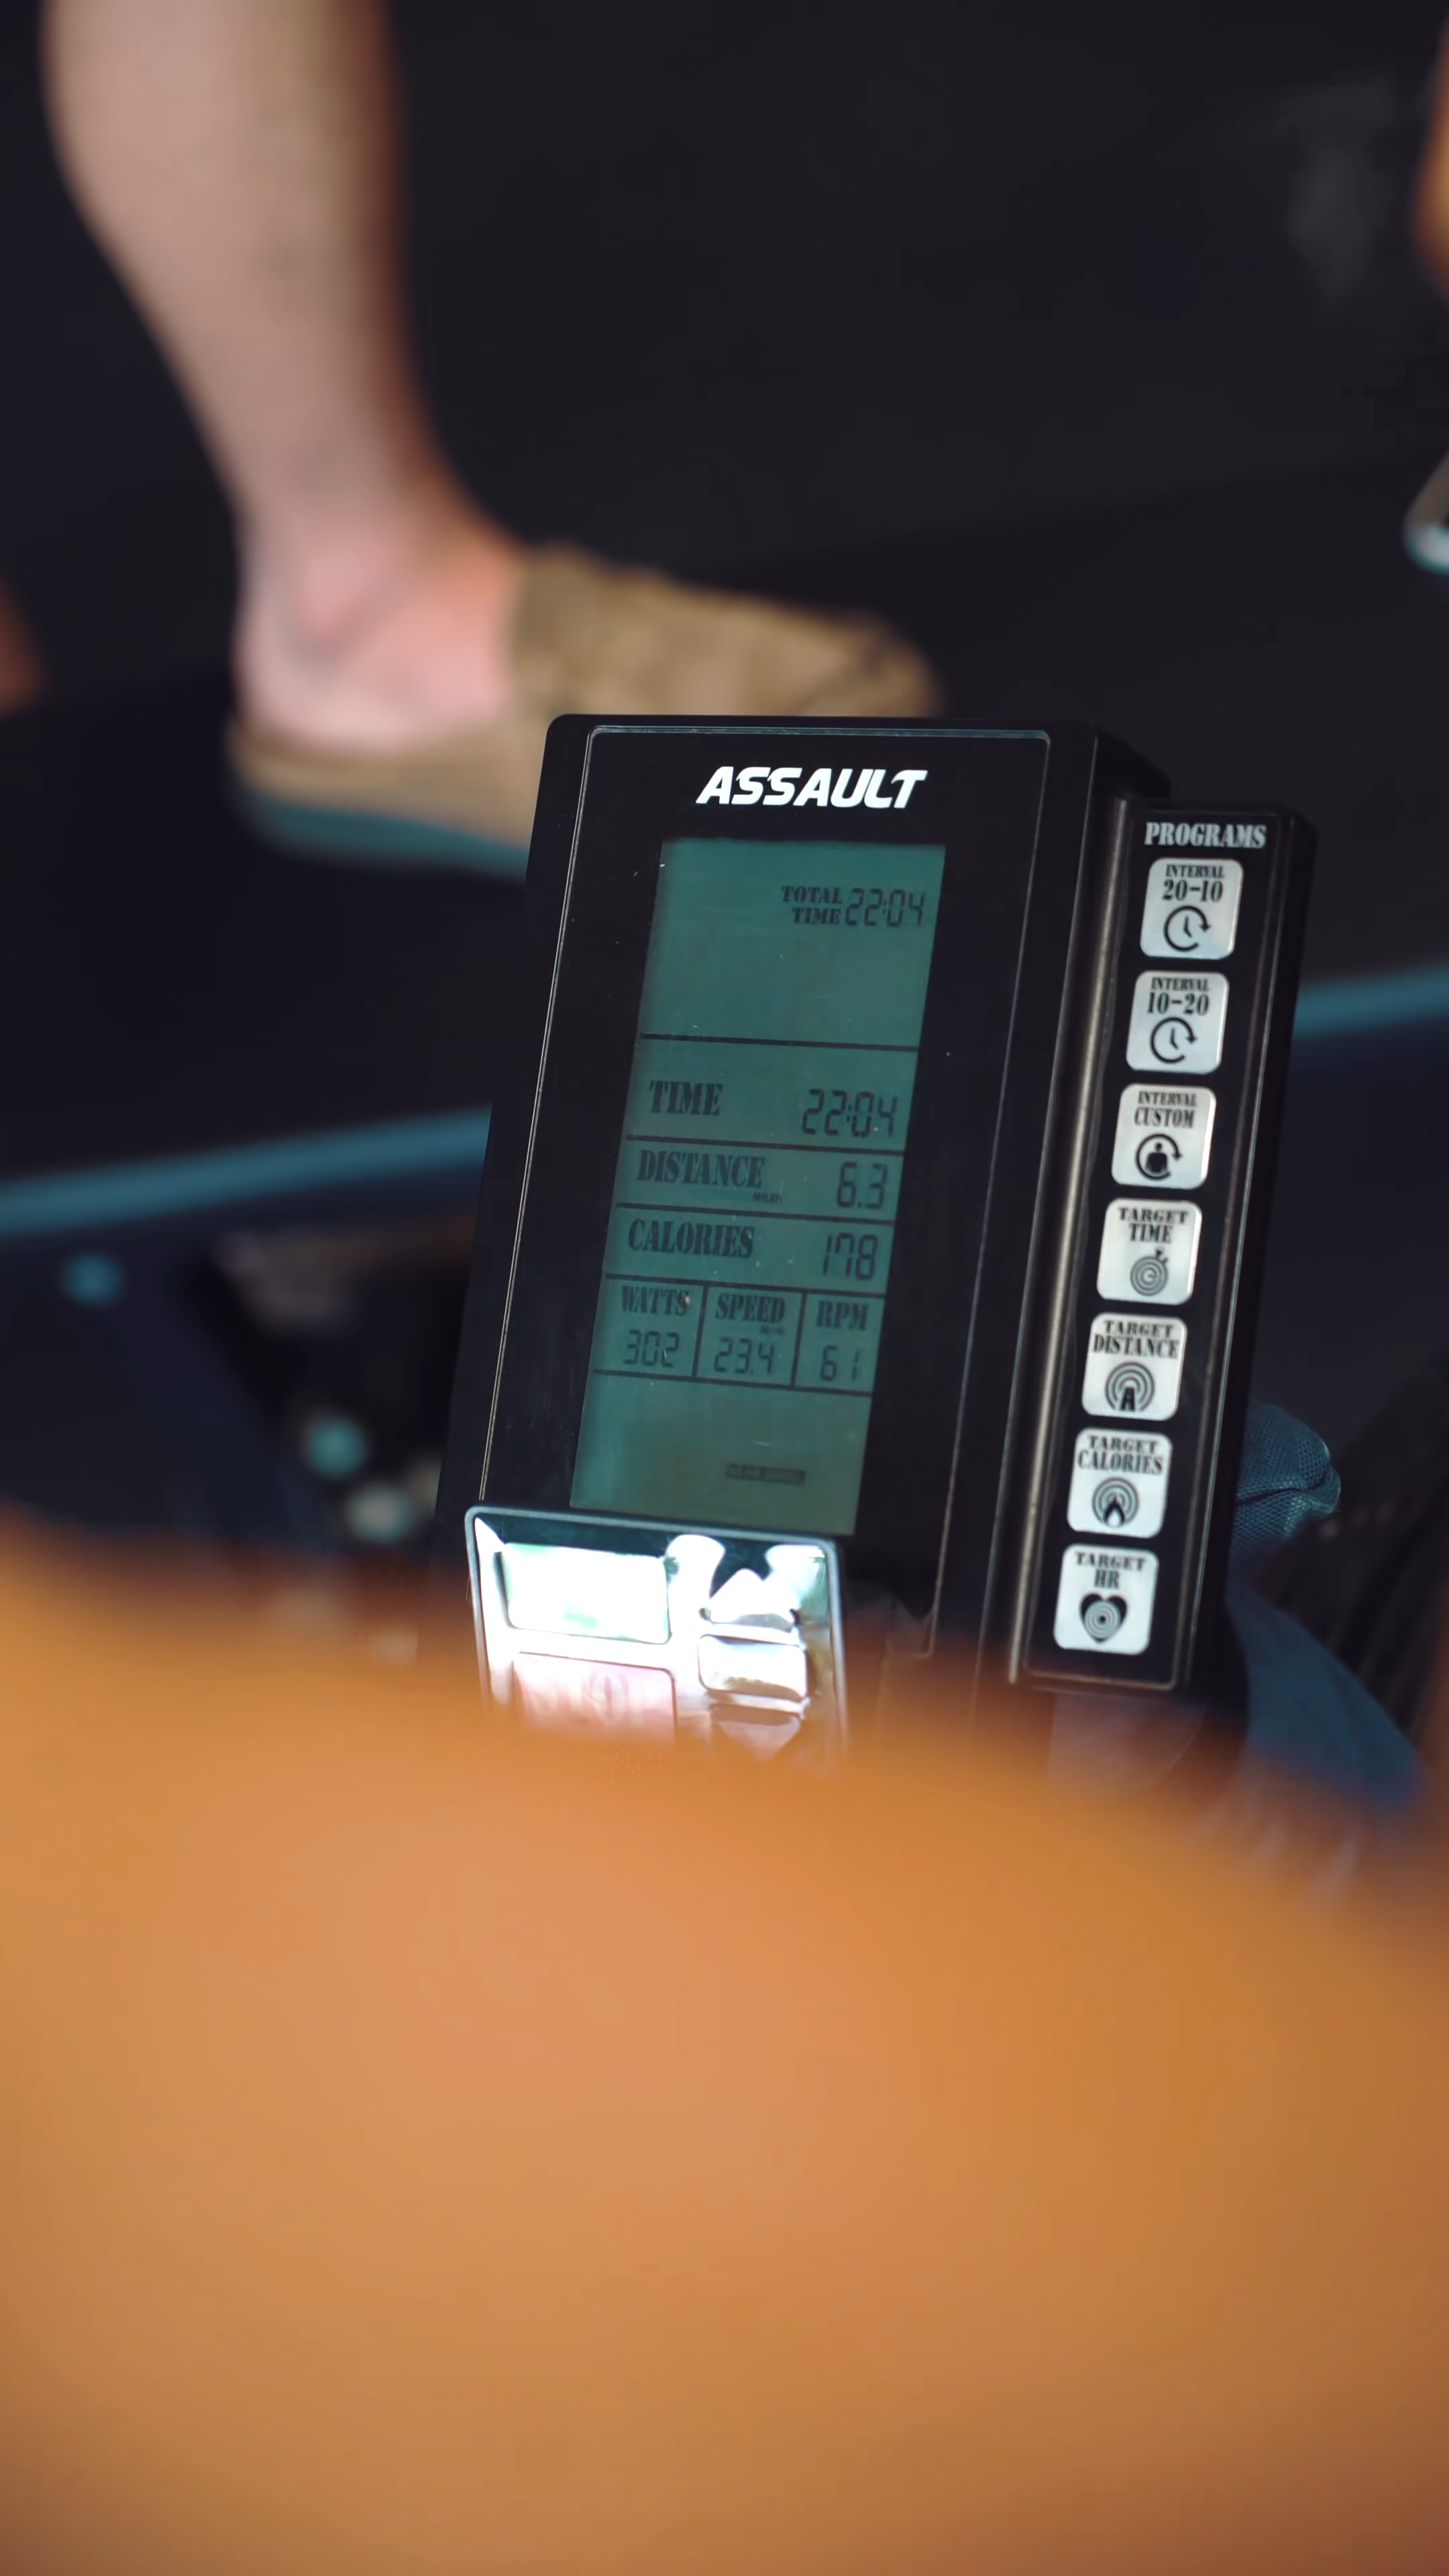 ASSAULT
TOTAL
TIME 22:04
TIME 22:04
DISTANCE 6.3
CALORIES 178
WATTS SPEED RPM
302 23.4 61
PROGRAMS
INTERVAL
20-10
INTERVAL
10-20
INTERVAL
CUSTOM
TARGET
TIME
TARGET
DISTANCE
TARGET
CALORIES
TARGET
HR
STOP